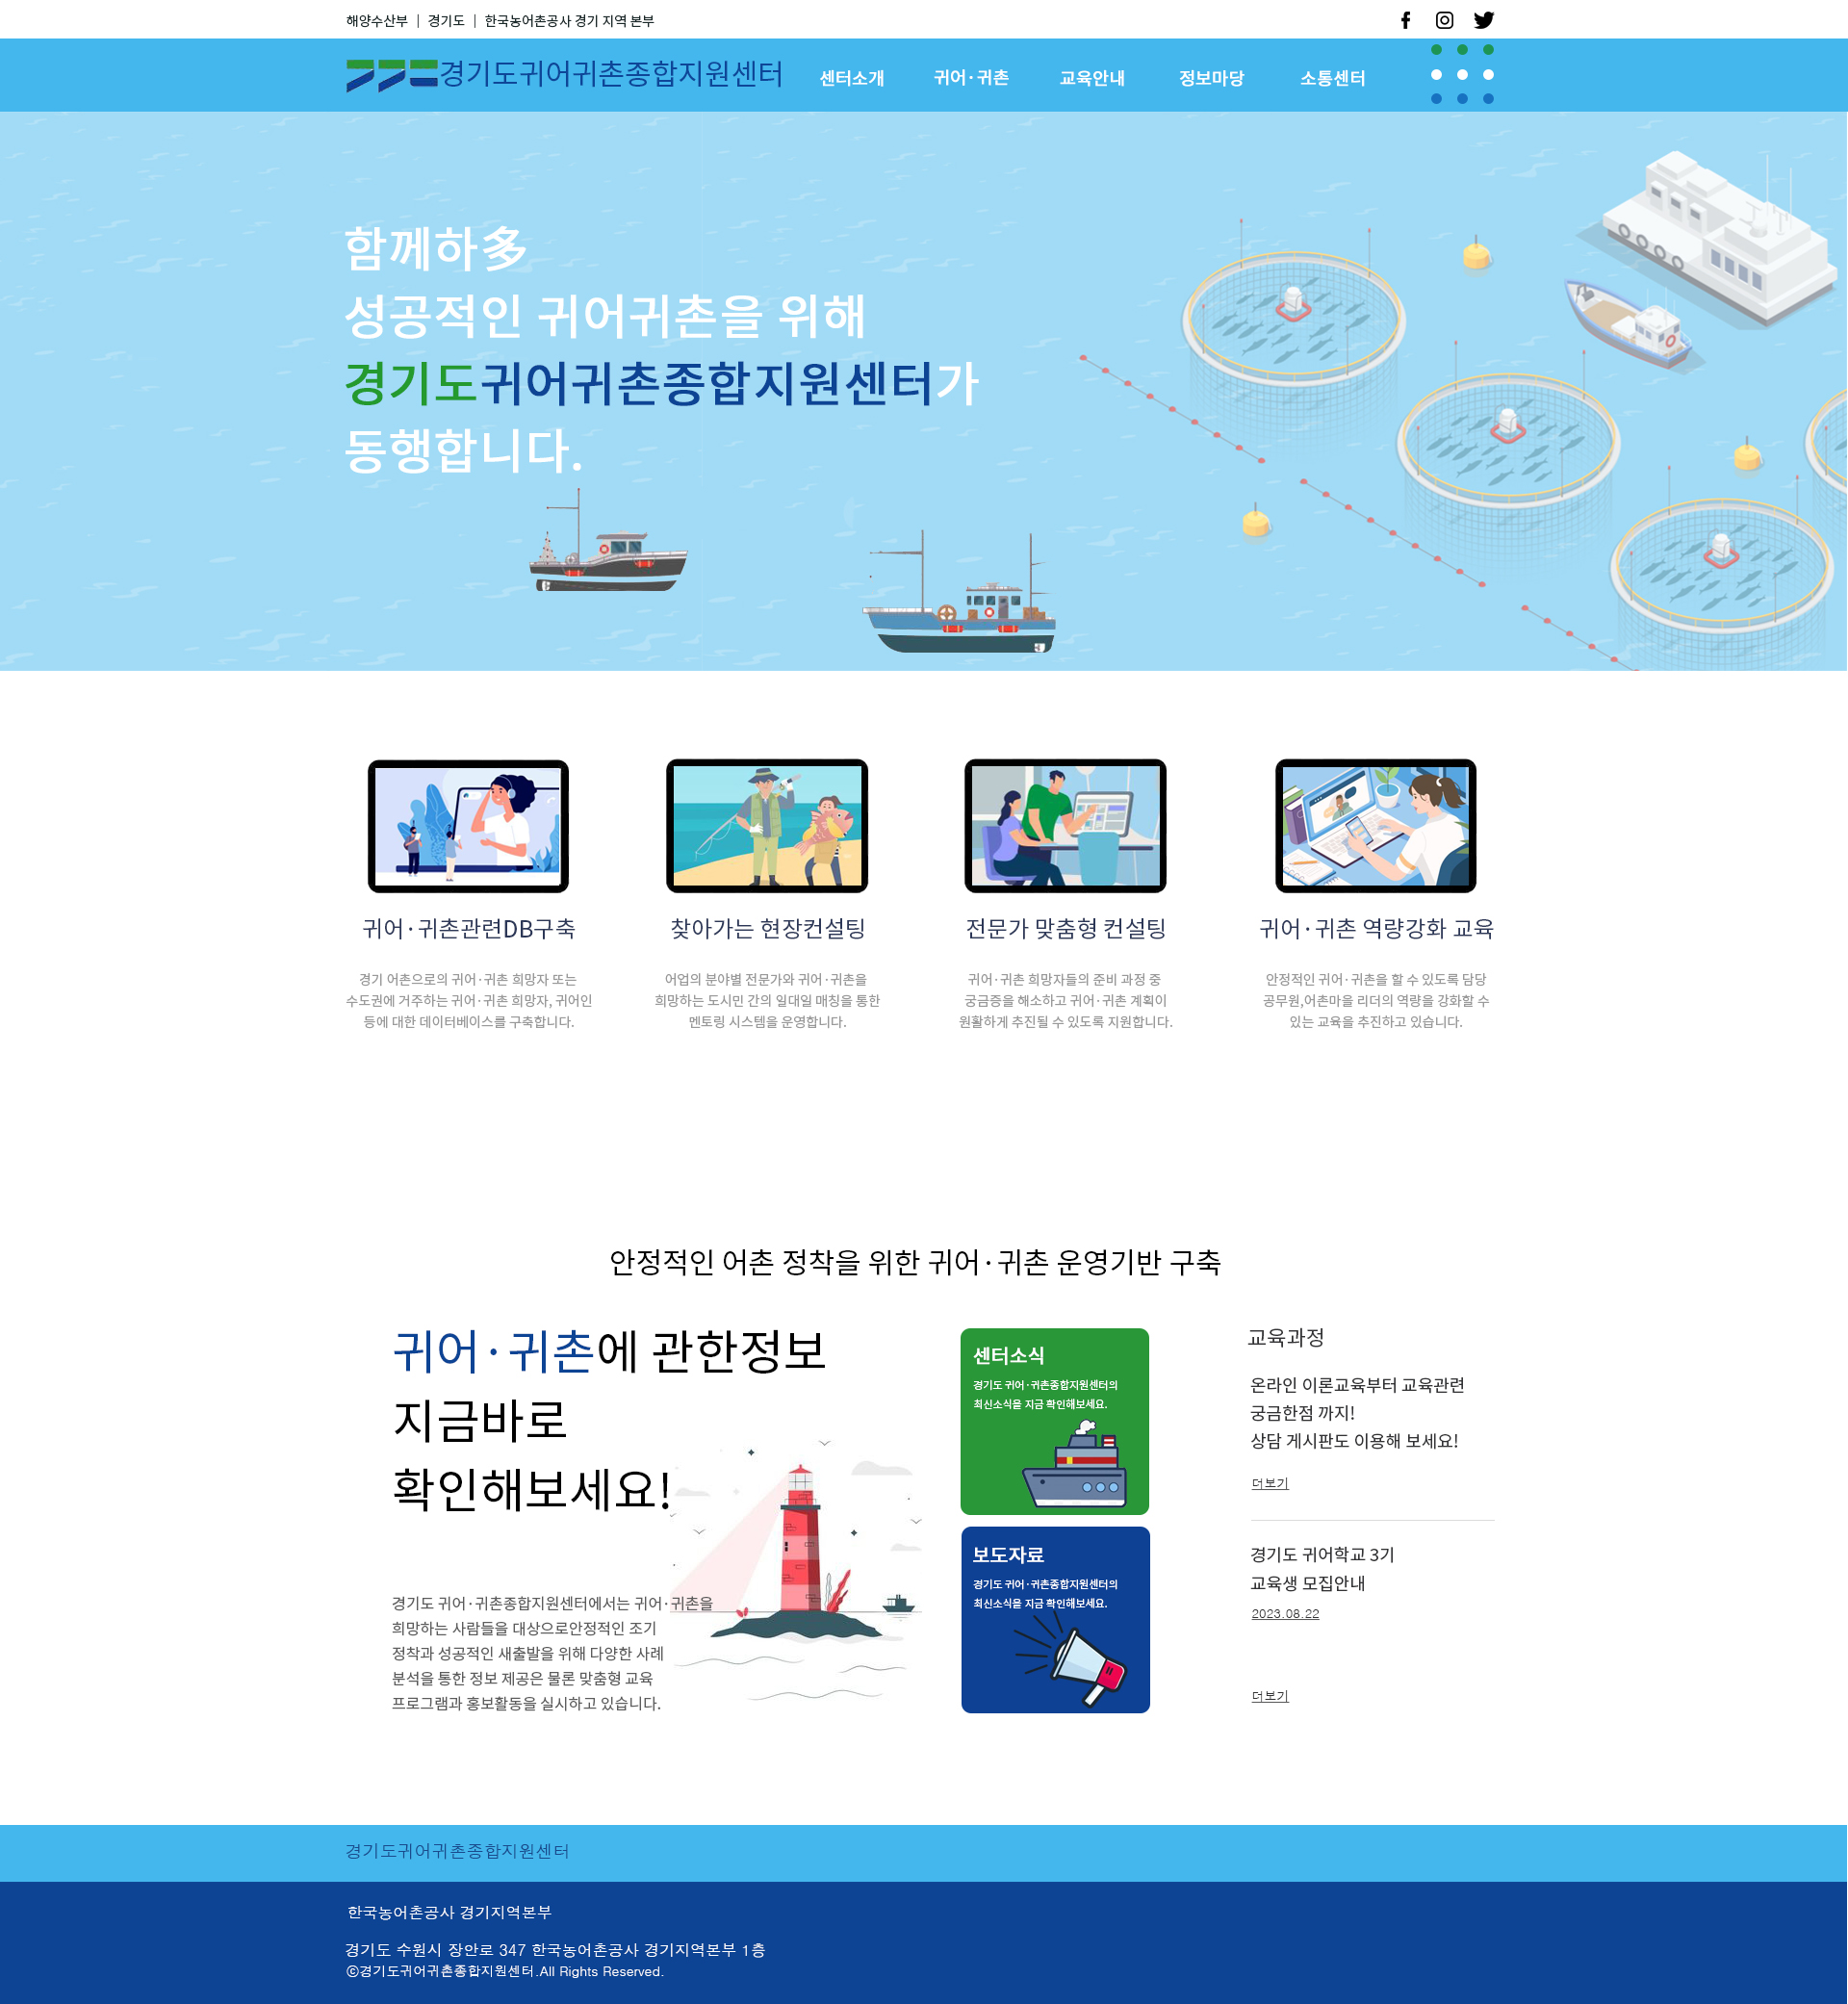 해양수산부 | 경기도 | 한국농어촌공사 경기 지역 본부
경기도귀어귀촌종합지원센터
센터소개 귀어·귀촌 교육안내 정보마당 소통센터
함께하多
성공적인 귀어귀촌을 위해
경기도귀어귀촌종합지원센터가
동행합니다.
귀어·귀촌관련DB구축
경기 어촌으로의 귀어·귀촌 희망자 또는
수도권에 거주하는 귀어·귀촌 희망자, 귀어인
등에 대한 데이터베이스를 구축합니다.
찾아가는 현장컨설팅
어업의 분야별 전문가와 귀어·귀촌을
희망하는 도시민 간의 일대일 매칭을 통한
멘토링 시스템을 운영합니다.
전문가 맞춤형 컨설팅
귀어·귀촌 희망자들의 준비 과정 중
궁금증을 해소하고 귀어·귀촌 계획이
원활하게 추진될 수 있도록 지원합니다.
귀어·귀촌 역량강화 교육
안정적인 귀어·귀촌을 할 수 있도록 담당
공무원,어촌마을 리더의 역량을 강화할 수
있는 교육을 추진하고 있습니다.
안정적인 어촌 정착을 위한 귀어·귀촌 운영기반 구축
귀어·귀촌에 관한정보
지금바로
확인해보세요!
경기도 귀어·귀촌종합지원센터에서는 귀어·귀촌을
희망하는 사람들을 대상으로안정적인 조기
정착과 성공적인 새출발을 위해 다양한 사례
분석을 통한 정보 제공은 물론 맞춤형 교육
프로그램과 홍보활동을 실시하고 있습니다.
센터소식
경기도 귀어·귀촌종합지원센터의
최신소식을 지금 확인해보세요.
보도자료
경기도 귀어·귀촌종합지원센터의
최신소식을 지금 확인해보세요.
교육과정
온라인 이론교육부터 교육관련
궁금한점 까지!
상담 게시판도 이용해 보세요!
더보기
경기도 귀어학교 3기
교육생 모집안내
2023.08.22
더보기
경기도귀어귀촌종합지원센터
한국농어촌공사 경기지역본부
경기도 수원시 장안로 347 한국농어촌공사 경기지역본부 1층
ⓒ경기도귀어귀촌종합지원센터.All Rights Reserved.